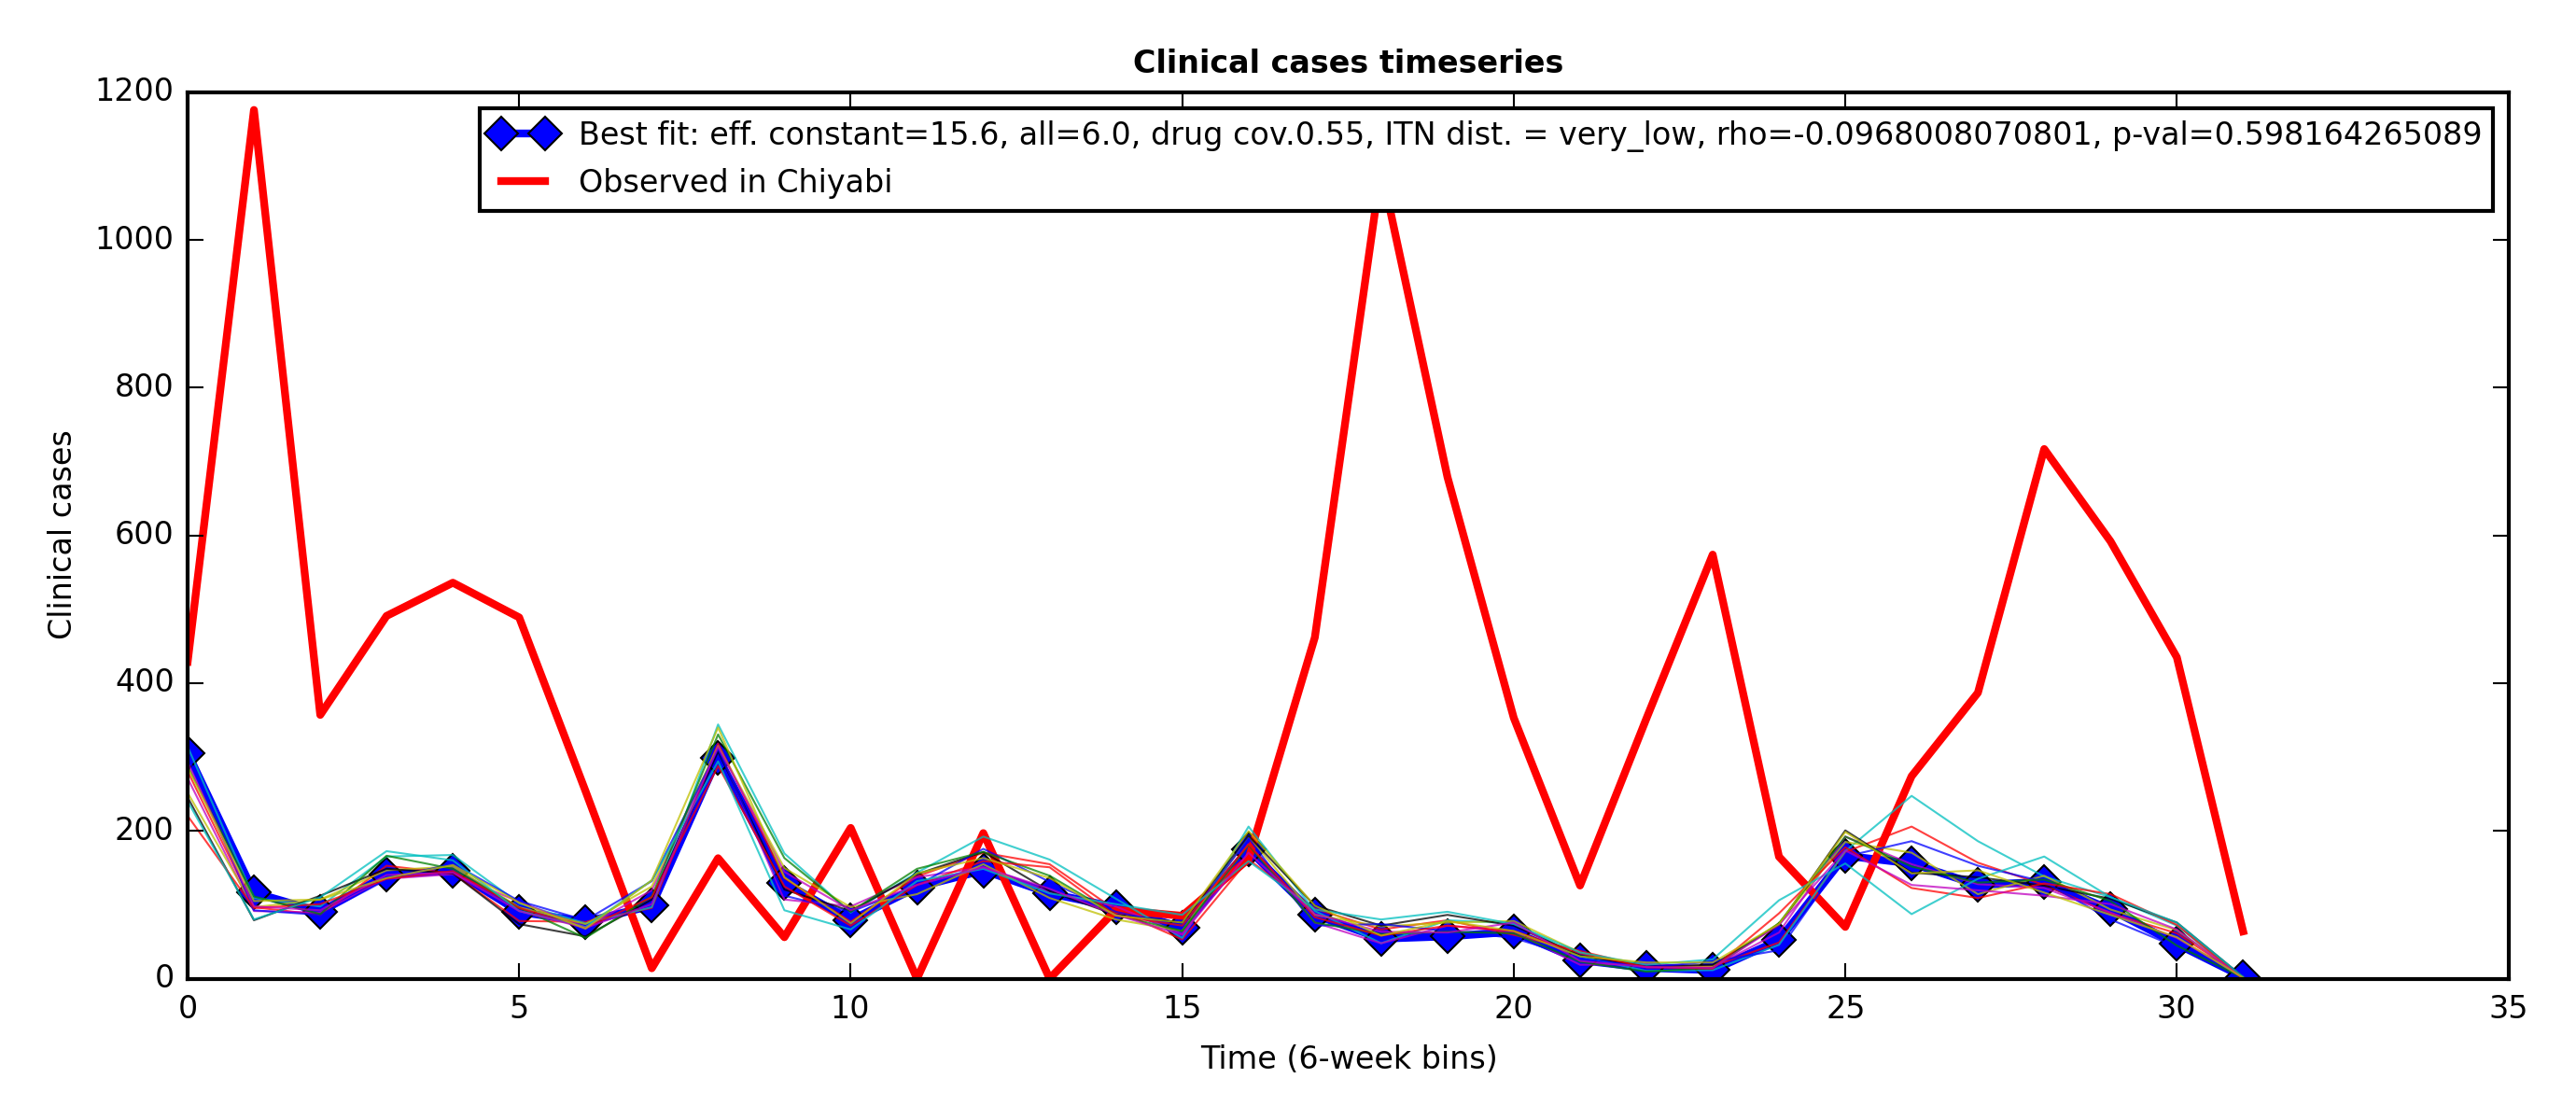 Clinical cases timeseries
1200
1000
800
600
400
200
0
Clinical cases
Best fit: eff. constant=15.6, all=6.0, drug cov.0.55, ITN dist. = very_low, rho=-0.0968008070801, p-val=0.598164265089
Observed in Chiyabi
0 5 10 15 20 25 30 35
Time (6-week bins)